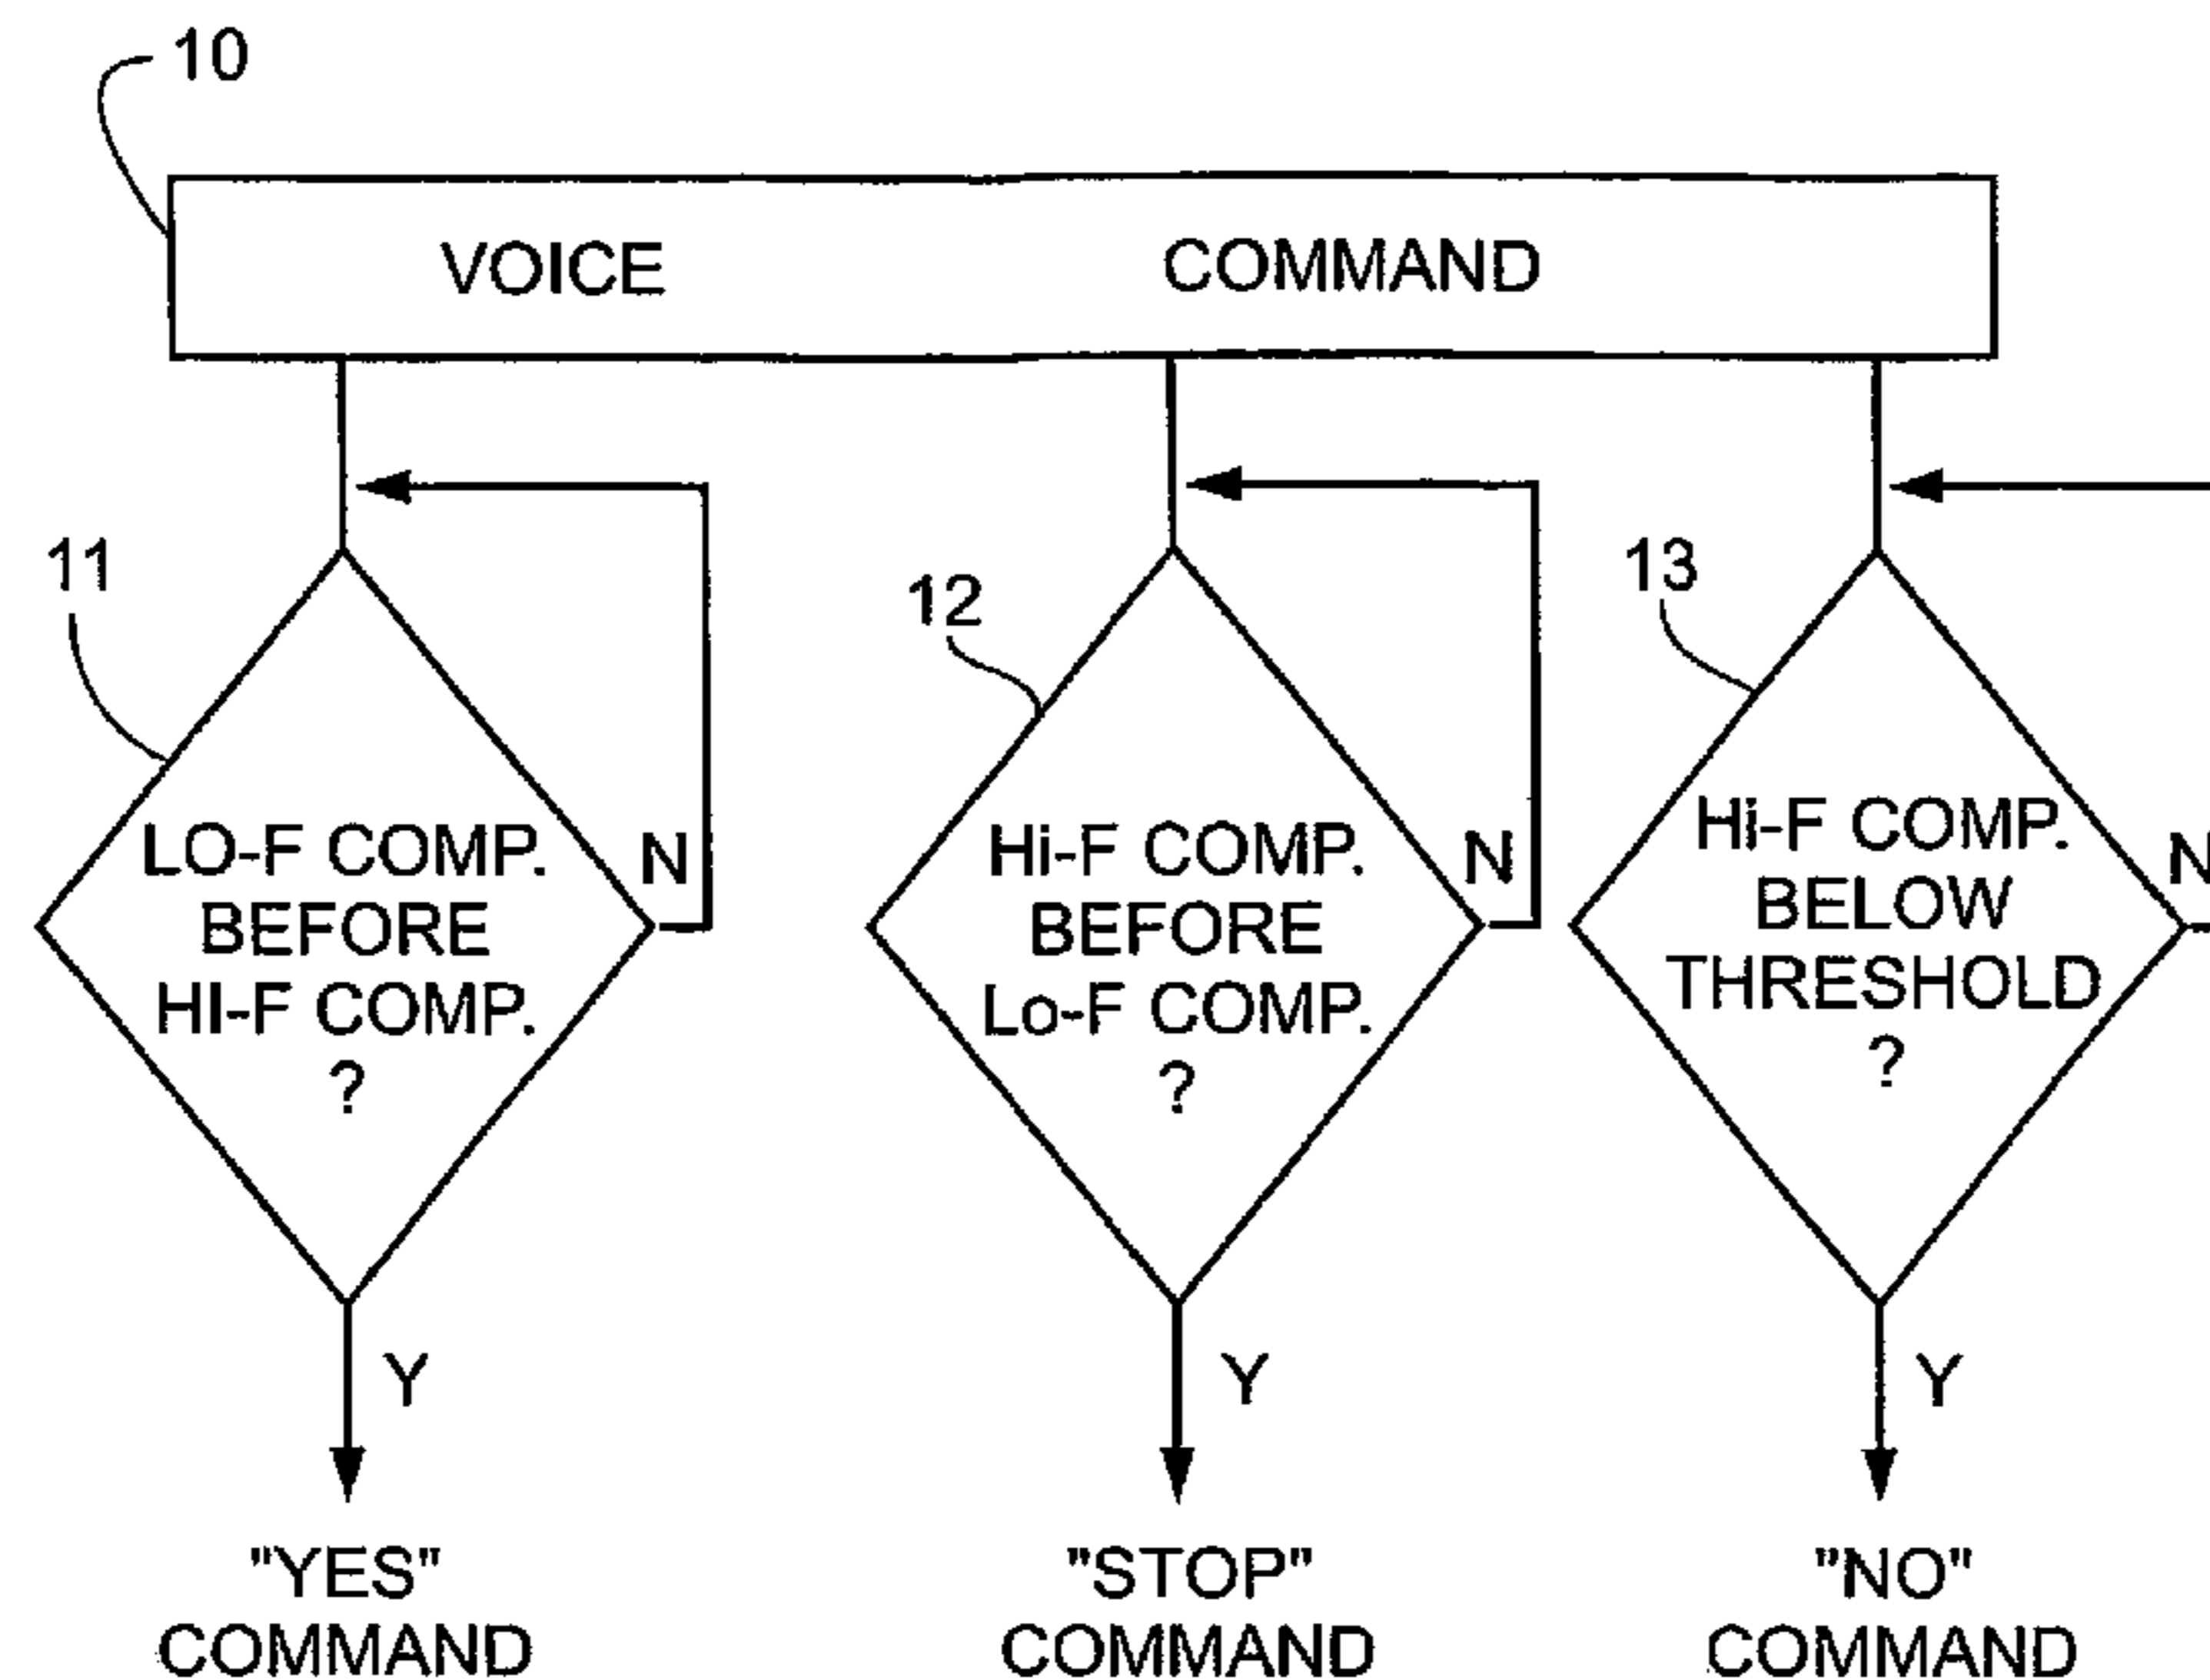 10
VOICE COMMAND
11
12
13
LO-F COMP.
BEFORE
HI-F COMP.
?
N
Hi-F COMP.
BEFORE
Lo-F COMP.
?
N
Hi-F COMP.
BELOW
THRESHOLD
?
N
Y
Y
Y
"YES"
COMMAND
"STOP"
COMMAND
"NO"
COMMAND